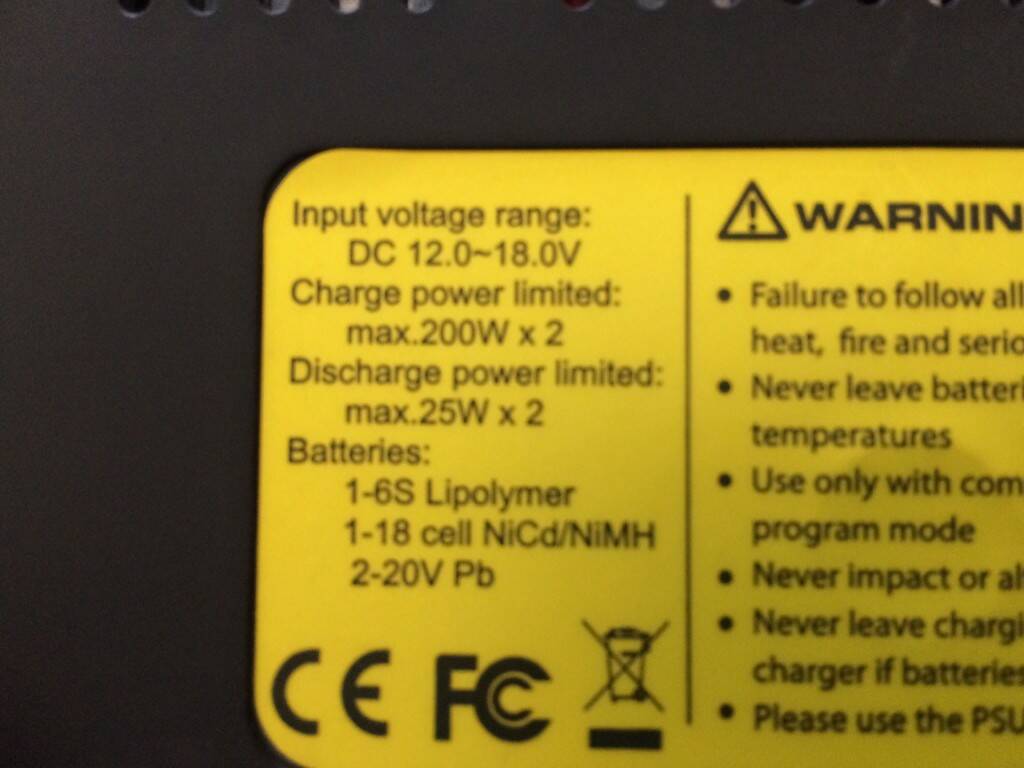 Input voltage range:
DC 12.0~18.0V
Charge power limited:
max.200W x 2
Discharge power limited:
max.25W x 2
Batteries:
1-6S Lipolymer
1-18 cell NiCd/NiMH
2-20V Pb
CE FC
WARNIN
• Failure to follow all
heat, fire and serio
• Never leave batteri
temperatures
• Use only with com
program mode
• Never impact or al
• Never leave chargi
charger if batteries
• Please use the PSU